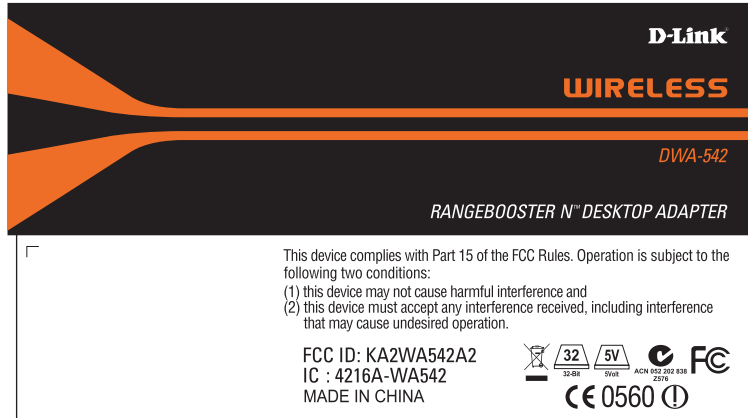 D-Link
WIRELESS
DWA-542
RANGEBOOSTER N™ DESKTOP ADAPTER
This device complies with Part 15 of the FCC Rules. Operation is subject to the
following two conditions:
(1) this device may not cause harmful interference and
(2) this device must accept any interference received, including interference
that may cause undesired operation.
FCC ID: KA2WA542A2
IC : 4216A-WA542
MADE IN CHINA
32
32-Bit
5V
5Volt
ACN 052 202 838
Z576
FC
CE 0560